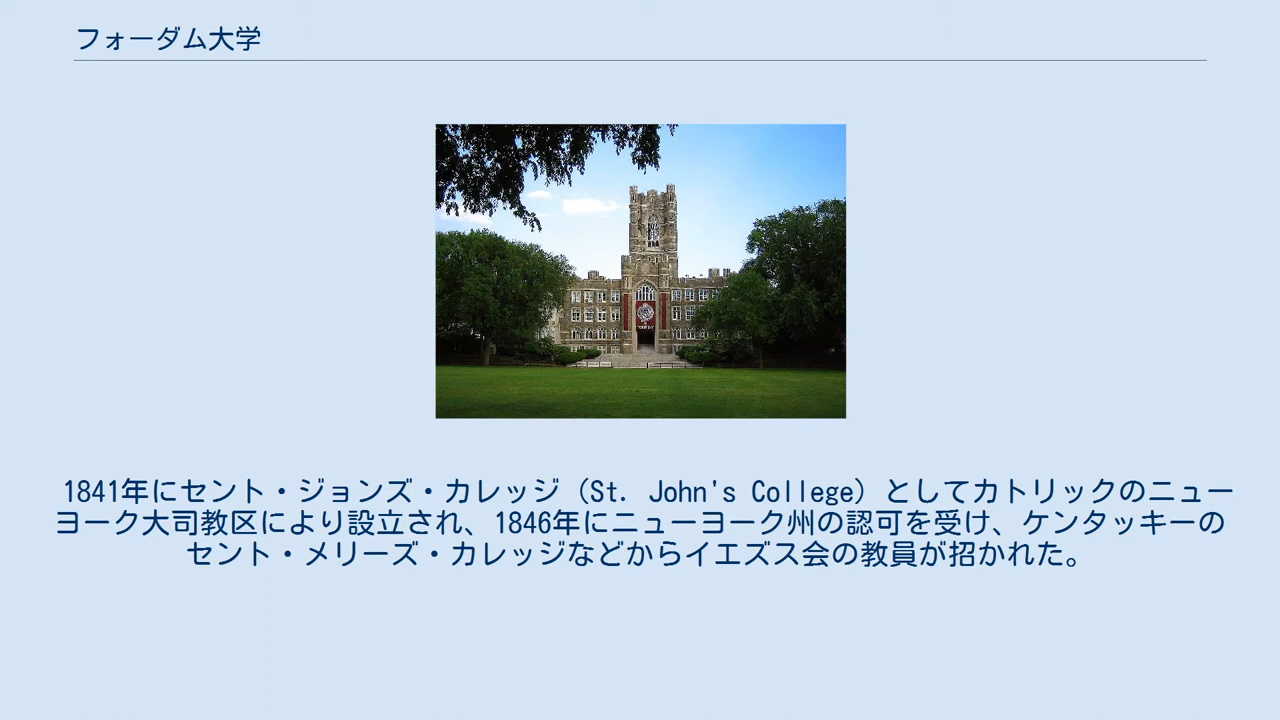 フォーダム大学
1841年にセント・ジョンズ・カレッジ（St. John's College）としてカトリックのニュー
ヨーク大司教区により設立され、1846年にニューヨーク州の認可を受け、ケンタッキーの
セント・メリーズ・カレッジなどからイエズス会の教員が招かれた。